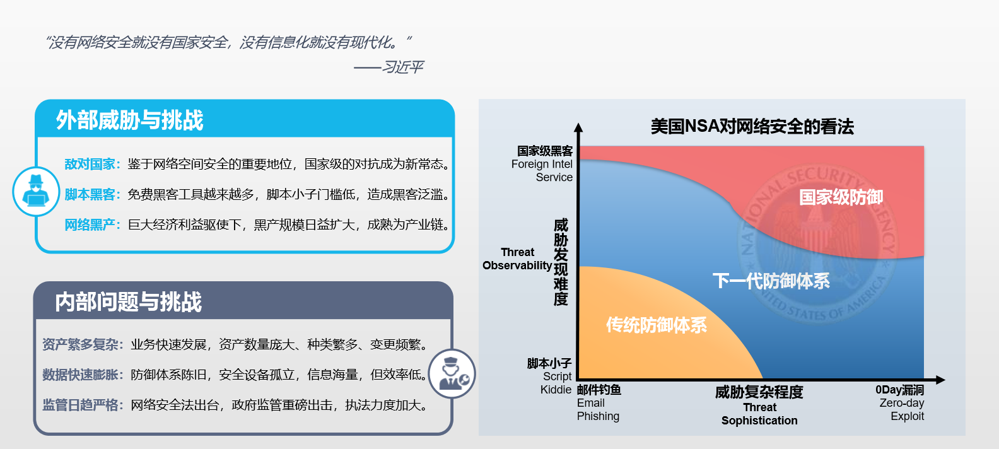 “没有网络安全就没有国家安全，没有信息化就没有现代化。”
——习近平
外部威胁与挑战
敌对国家：鉴于网络空间安全的重要地位，国家级的对抗成为新常态。
脚本黑客：免费黑客工具越来越多，脚本小子门槛低，造成黑客泛滥。
网络黑产：巨大经济利益驱使下，黑产规模日益扩大，成熟为产业链。
内部问题与挑战
资产繁多复杂：业务快速发展，资产数量庞大、种类繁多、变更频繁。
数据快速膨胀：防御体系陈旧，安全设备孤立，信息海量，但效率低。
监管日趋严格：网络安全法出台，政府监管重磅出击，执法力度加大。
美国NSA对网络安全的看法
国家级黑客
Foreign Intel
Service
威胁发现难度
Threat
Observability
脚本小子
Script
Kiddie
国家级防御
下一代防御体系
传统防御体系
NATIONAL SECURITY AGENCY
UNITED STATES OF AMERICA
邮件钓鱼
Email
Phishing
威胁复杂程度
Threat
Sophistication
0Day漏洞
Zero-day
Exploit